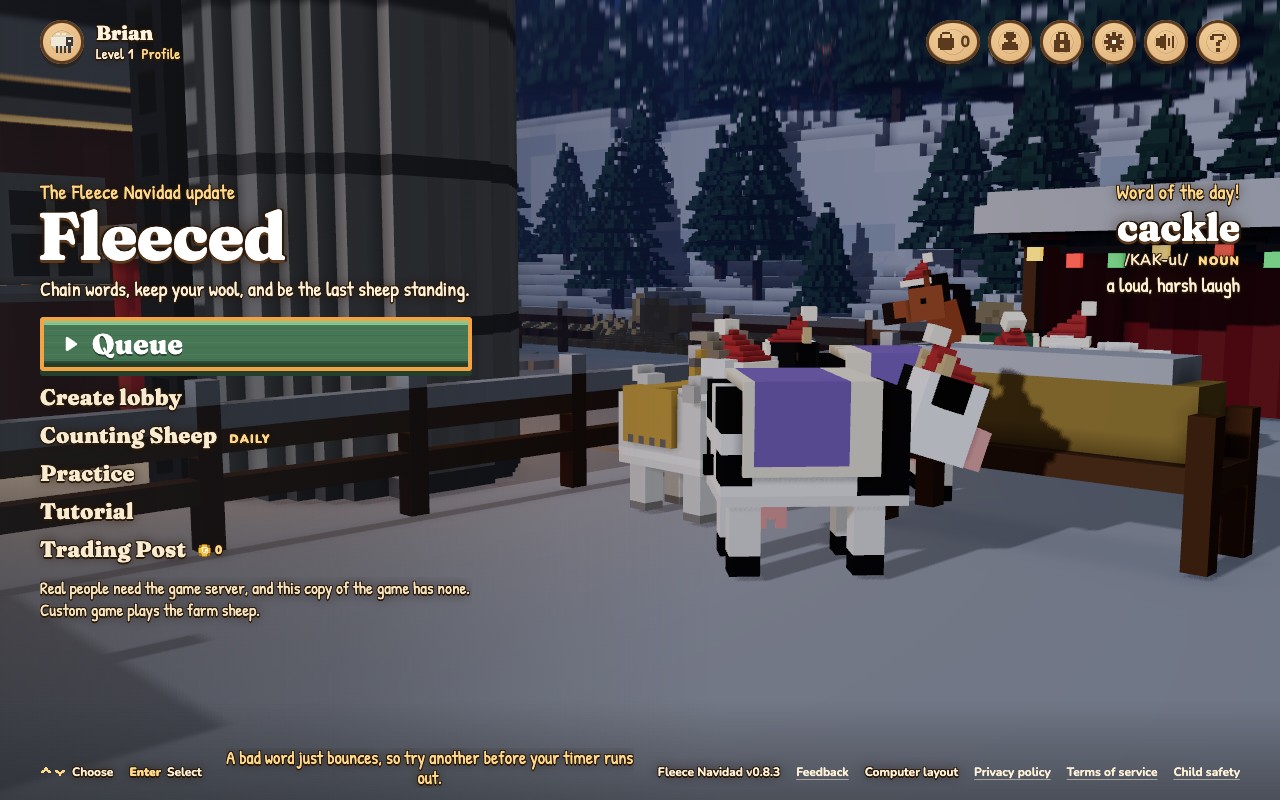 Brian
Level 1 Profile
0
The Fleece Navidad update
Fleeced
Chain words, keep your wool, and be the last sheep standing.
Queue
Create lobby
Counting Sheep DAILY
Practice
Tutorial
Trading Post 0
Real people need the game server, and this copy of the game has none.
Custom game plays the farm sheep.
Word of the day!
cackle
/KAK-ul/ NOUN
a loud, harsh laugh
Choose Enter Select
A bad word just bounces, so try another before your timer runs
out.
Fleece Navidad v0.8.3 Feedback Computer layout Privacy policy Terms of service Child safety